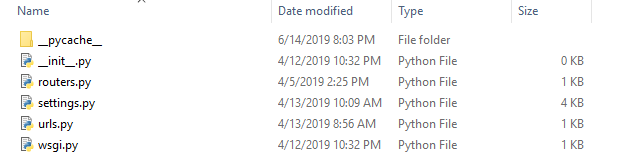 Name Date modified Type Size
__pycache__ 6/14/2019 8:03 PM File folder
__init__.py 4/12/2019 10:32 PM Python File 0 KB
routers.py 4/5/2019 2:25 PM Python File 1 KB
settings.py 4/13/2019 10:09 AM Python File 4 KB
urls.py 4/13/2019 8:56 AM Python File 1 KB
wsgi.py 4/12/2019 10:32 PM Python File 1 KB